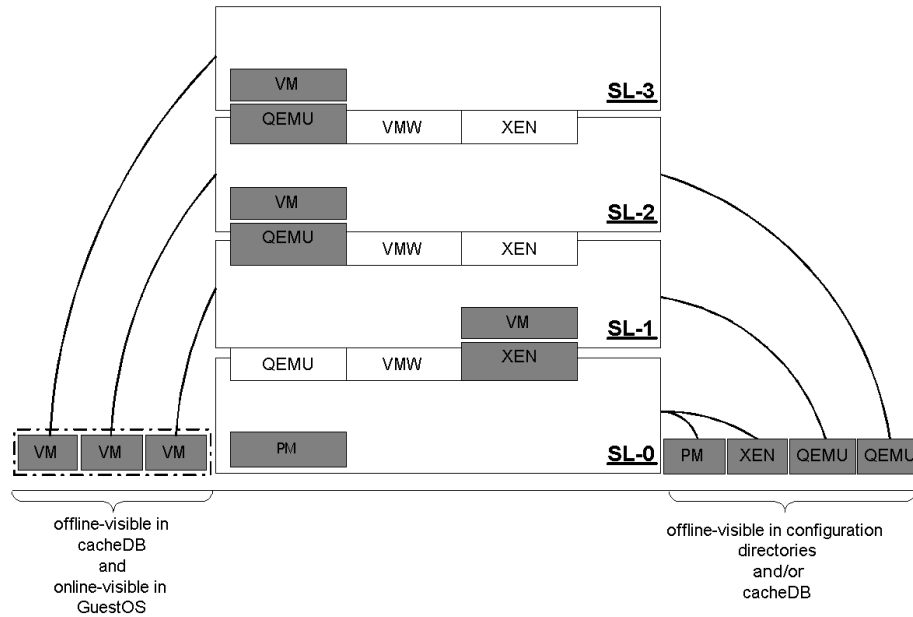 VM
SL-3
QEMU VMW XEN
VM
SL-2
QEMU VMW XEN
VM
SL-1
QEMU VMW XEN
PM
SL-0
VM VM VM
PM XEN QEMU QEMU
offline-visible in
cacheDB
and
online-visible in
GuestOS
offline-visible in configuration
directories
and/or
cacheDB